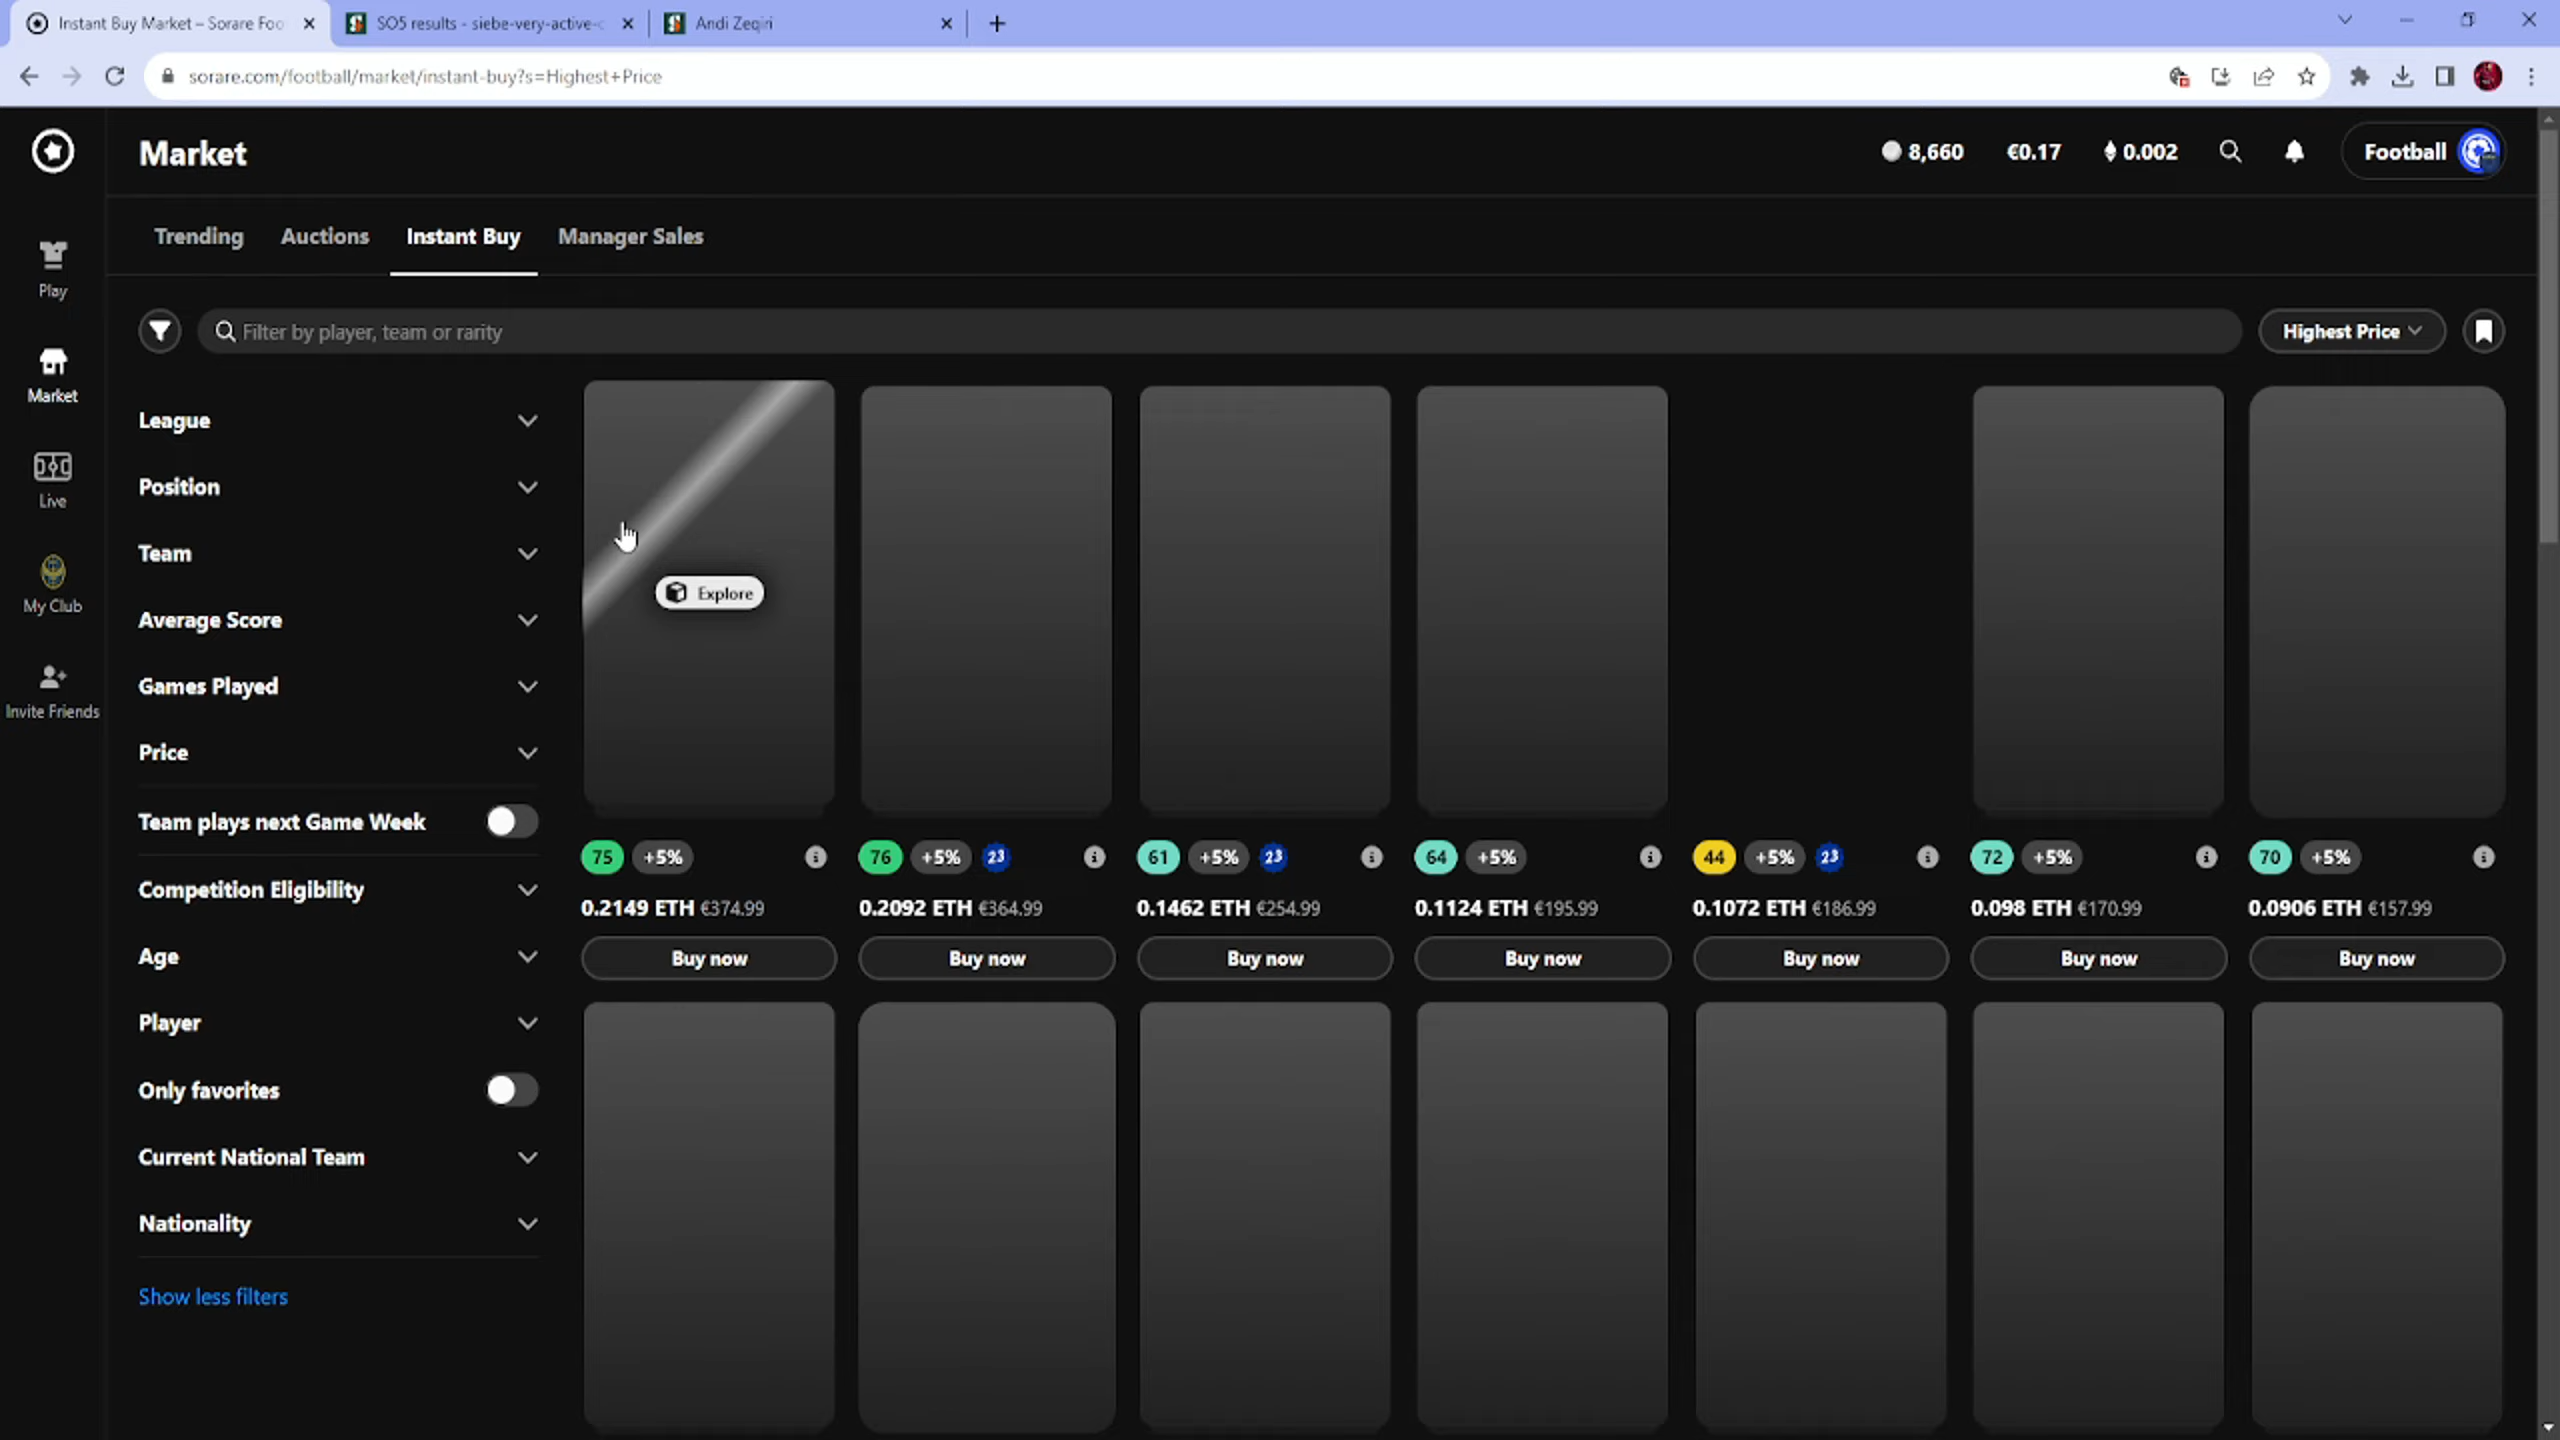 Instant Buy Market – Sorare Foo
SO5 results - siebe-very-active-c
Andi Zeqiri
sorare.com/football/market/instant-buy?s=Highest+Price
Market
8,660
€0.17
0.002
Football
Trending
Auctions
Instant Buy
Manager Sales
Play
Market
Live
My Club
Invite Friends
Filter by player, team or rarity
Highest Price
League
Position
Team
Average Score
Games Played
Price
Team plays next Game Week
Competition Eligibility
Age
Player
Only favorites
Current National Team
Nationality
Show less filters
Explore
75 +5%
76 +5% 23
61 +5% 23
64 +5%
44 +5% 23
72 +5%
70 +5%
0.2149 ETH €374.99
0.2092 ETH €364.99
0.1462 ETH €254.99
0.1124 ETH €195.99
0.1072 ETH €186.99
0.098 ETH €170.99
0.0906 ETH €157.99
Buy now
Buy now
Buy now
Buy now
Buy now
Buy now
Buy now